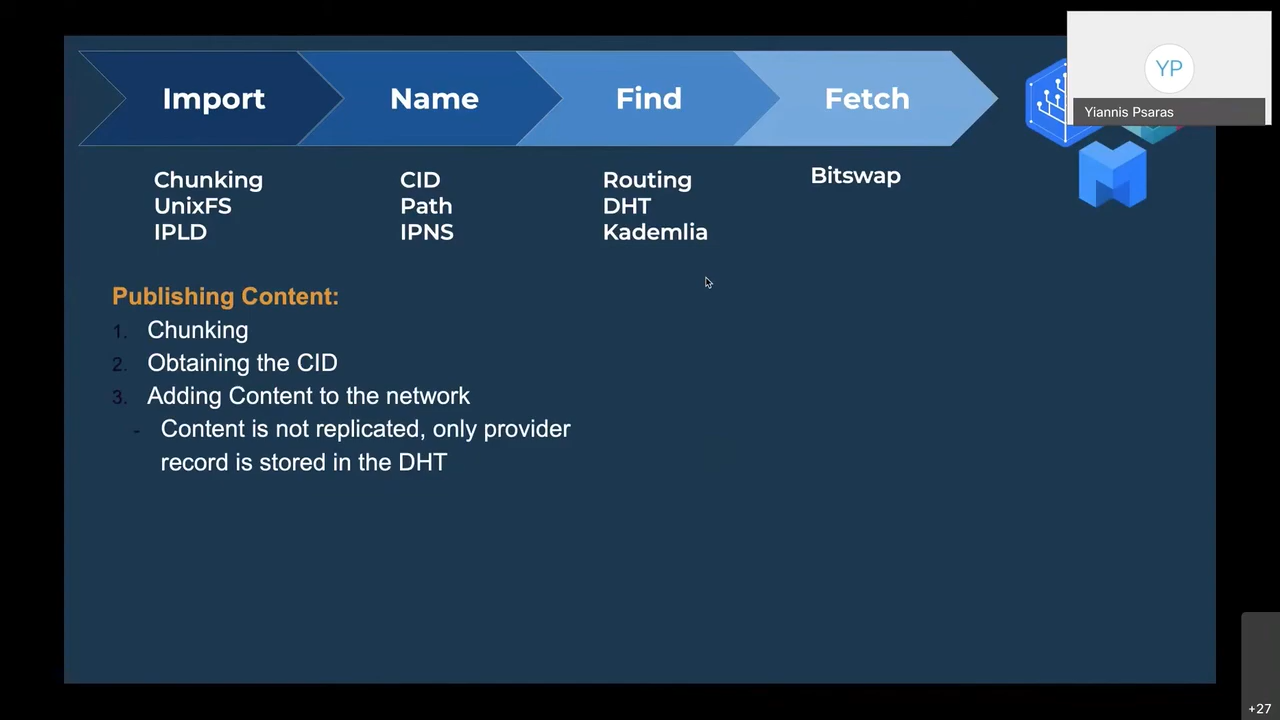 Import Name Find Fetch
YP
Yiannis Psaras
Chunking
UnixFS
IPLD
CID
Path
IPNS
Routing
DHT
Kademlia
Bitswap
Publishing Content:
1. Chunking
2. Obtaining the CID
3. Adding Content to the network
- Content is not replicated, only provider
record is stored in the DHT
+27